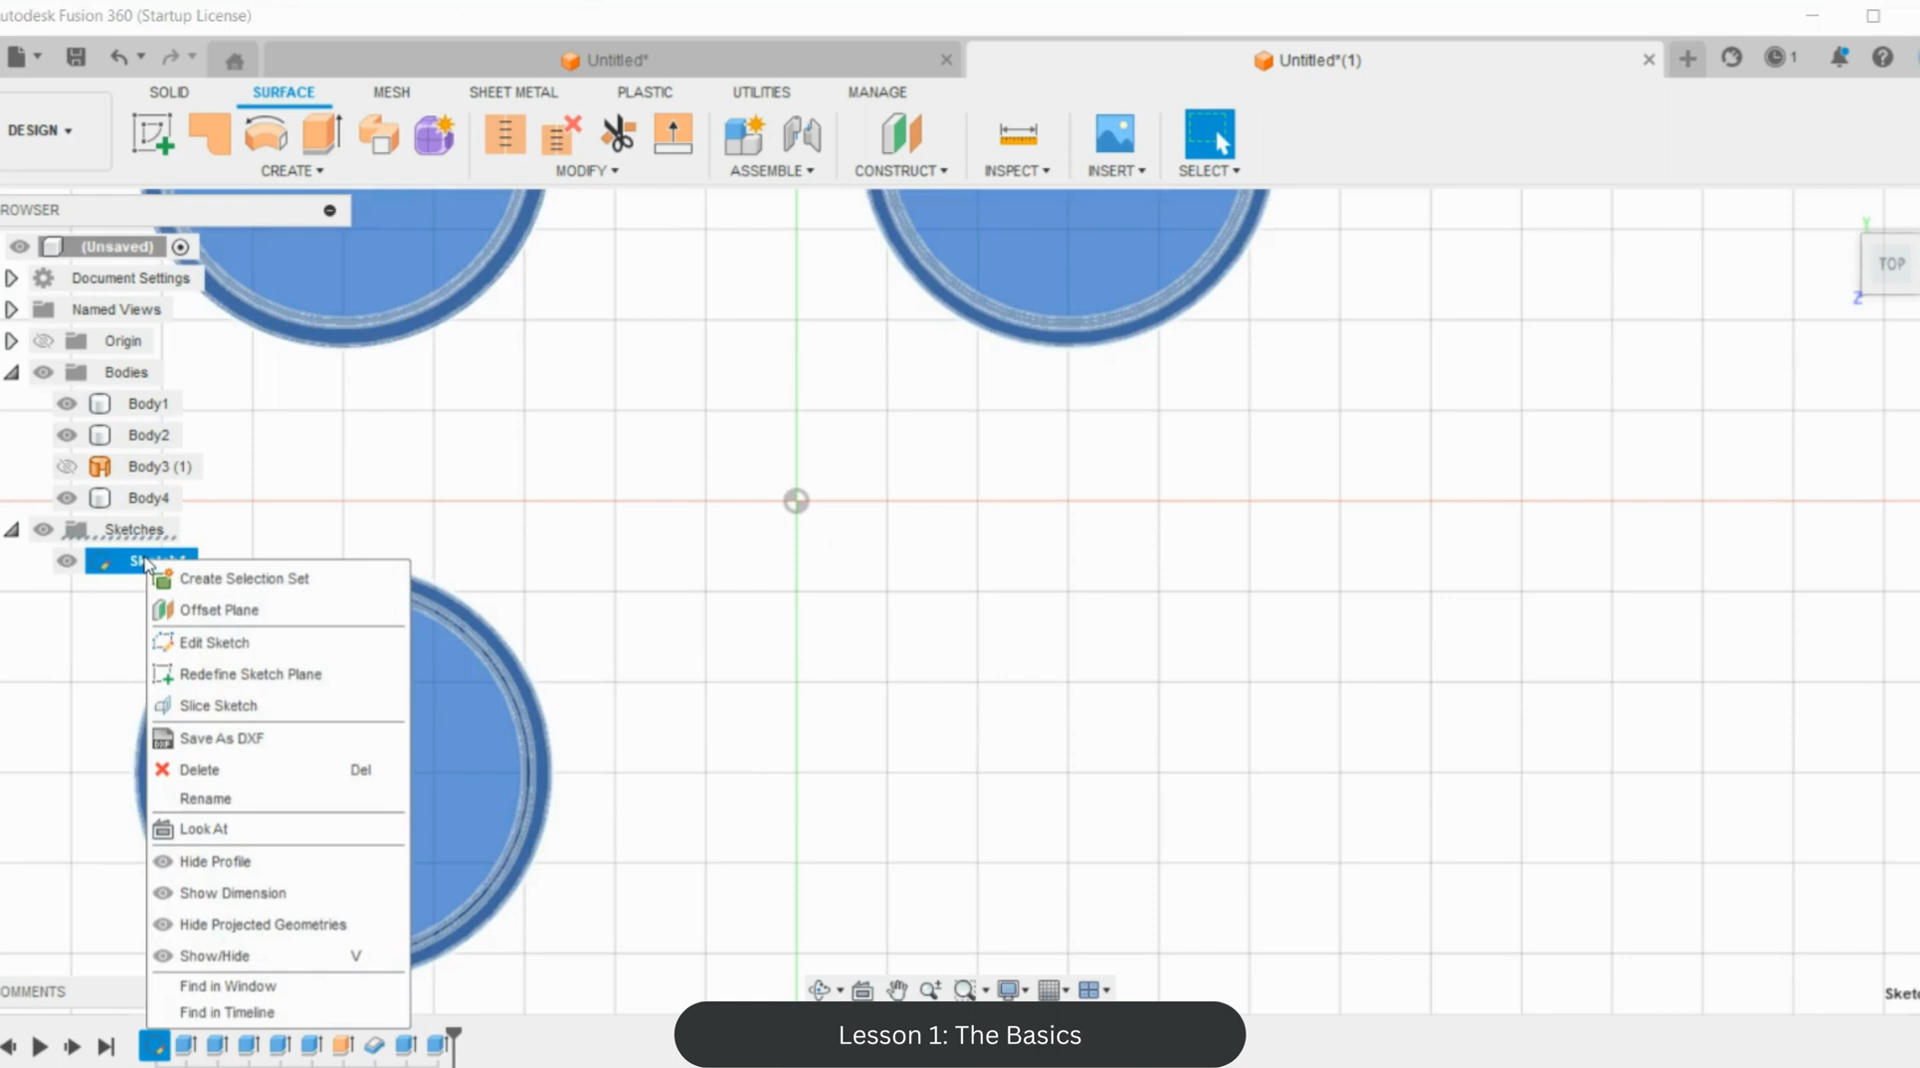 utodesk Fusion 360 (Startup License)
Untitled*
Untitled*(1)
1
SOLID
SURFACE
MESH
SHEET METAL
PLASTIC
UTILITIES
MANAGE
DESIGN
CREATE
MODIFY
ASSEMBLE
CONSTRUCT
INSPECT
INSERT
SELECT
ROWSER
(Unsaved)
Document Settings
Named Views
Origin
Bodies
Body1
Body2
Body3 (1)
Body4
Sketches
Y
TOP
Z
Create Selection Set
Offset Plane
Edit Sketch
Redefine Sketch Plane
Slice Sketch
Save As DXF
Delete Del
Rename
Look At
Hide Profile
Show Dimension
Hide Projected Geometries
Show/Hide V
Find in Window
Find in Timeline
OMMENTS
Sketc
Lesson 1: The Basics